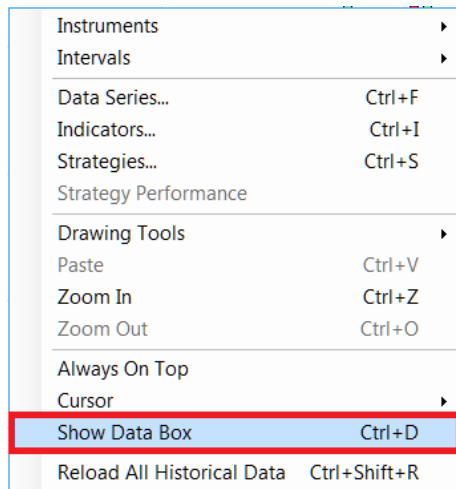 Instruments
Intervals
Data Series... Ctrl+F
Indicators... Ctrl+I
Strategies... Ctrl+S
Strategy Performance
Drawing Tools
Paste Ctrl+V
Zoom In Ctrl+Z
Zoom Out Ctrl+O
Always On Top
Cursor
Show Data Box Ctrl+D
Reload All Historical Data Ctrl+Shift+R